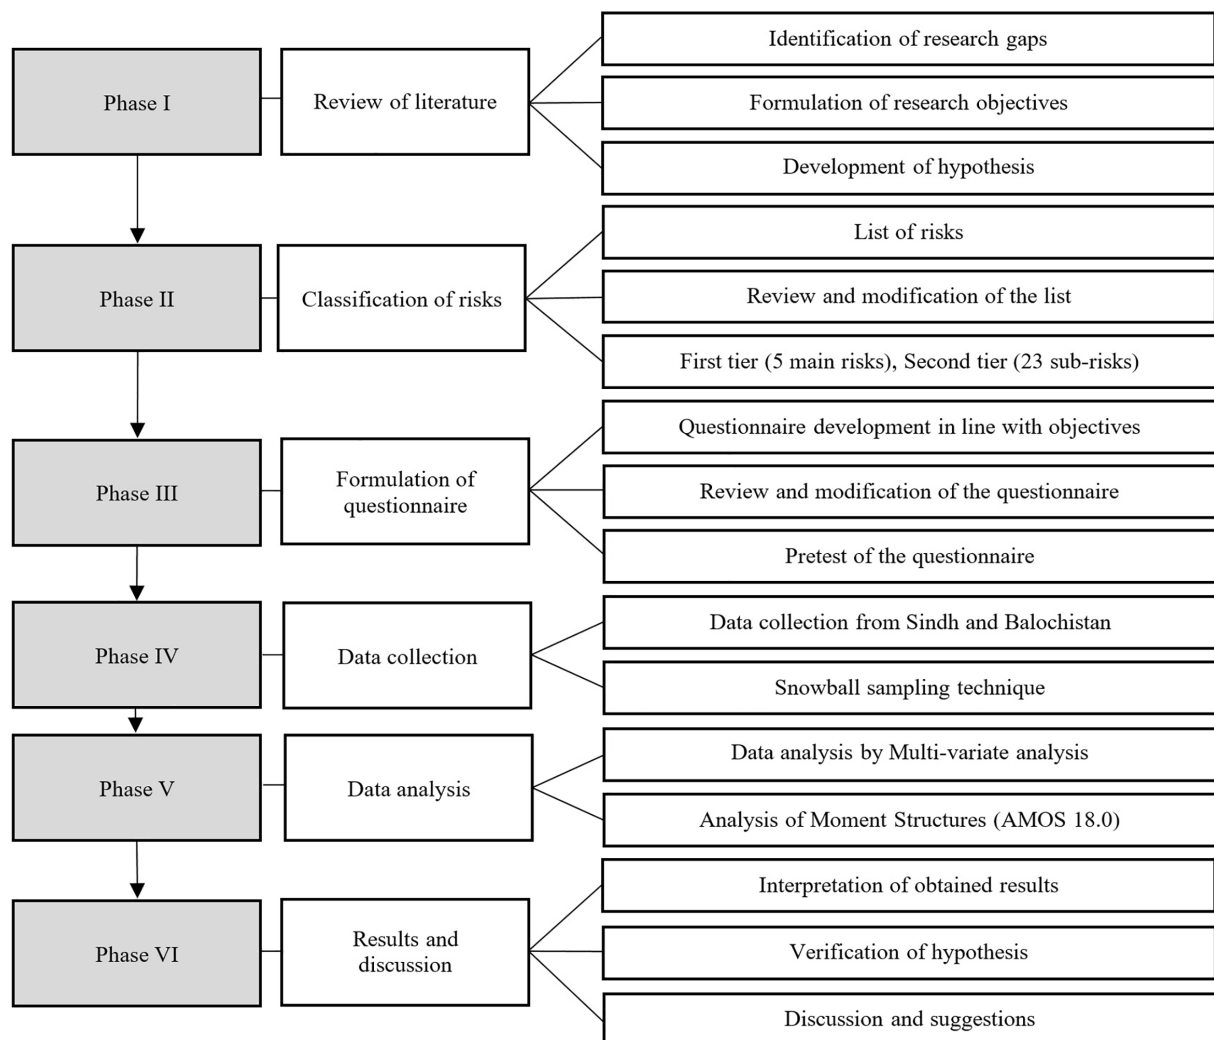 Phase I
Review of literature
Identification of research gaps
Formulation of research objectives
Development of hypothesis
Phase II
Classification of risks
List of risks
Review and modification of the list
First tier (5 main risks), Second tier (23 sub-risks)
Phase III
Formulation of
questionnaire
Questionnaire development in line with objectives
Review and modification of the questionnaire
Pretest of the questionnaire
Phase IV
Data collection
Data collection from Sindh and Balochistan
Snowball sampling technique
Phase V
Data analysis
Data analysis by Multi-variate analysis
Analysis of Moment Structures (AMOS 18.0)
Phase VI
Results and
discussion
Interpretation of obtained results
Verification of hypothesis
Discussion and suggestions